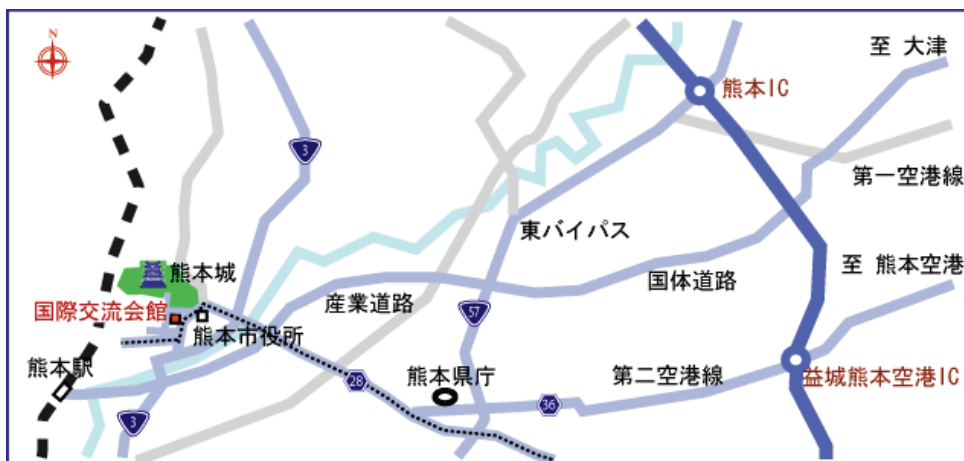 N
至 大津
熊本IC
3
第一空港線
東バイパス
熊本城
国体道路
至 熊本空港
国際交流会館
産業道路
57
熊本市役所
熊本駅
28
熊本県庁
第二空港線
益城熊本空港IC
36
3